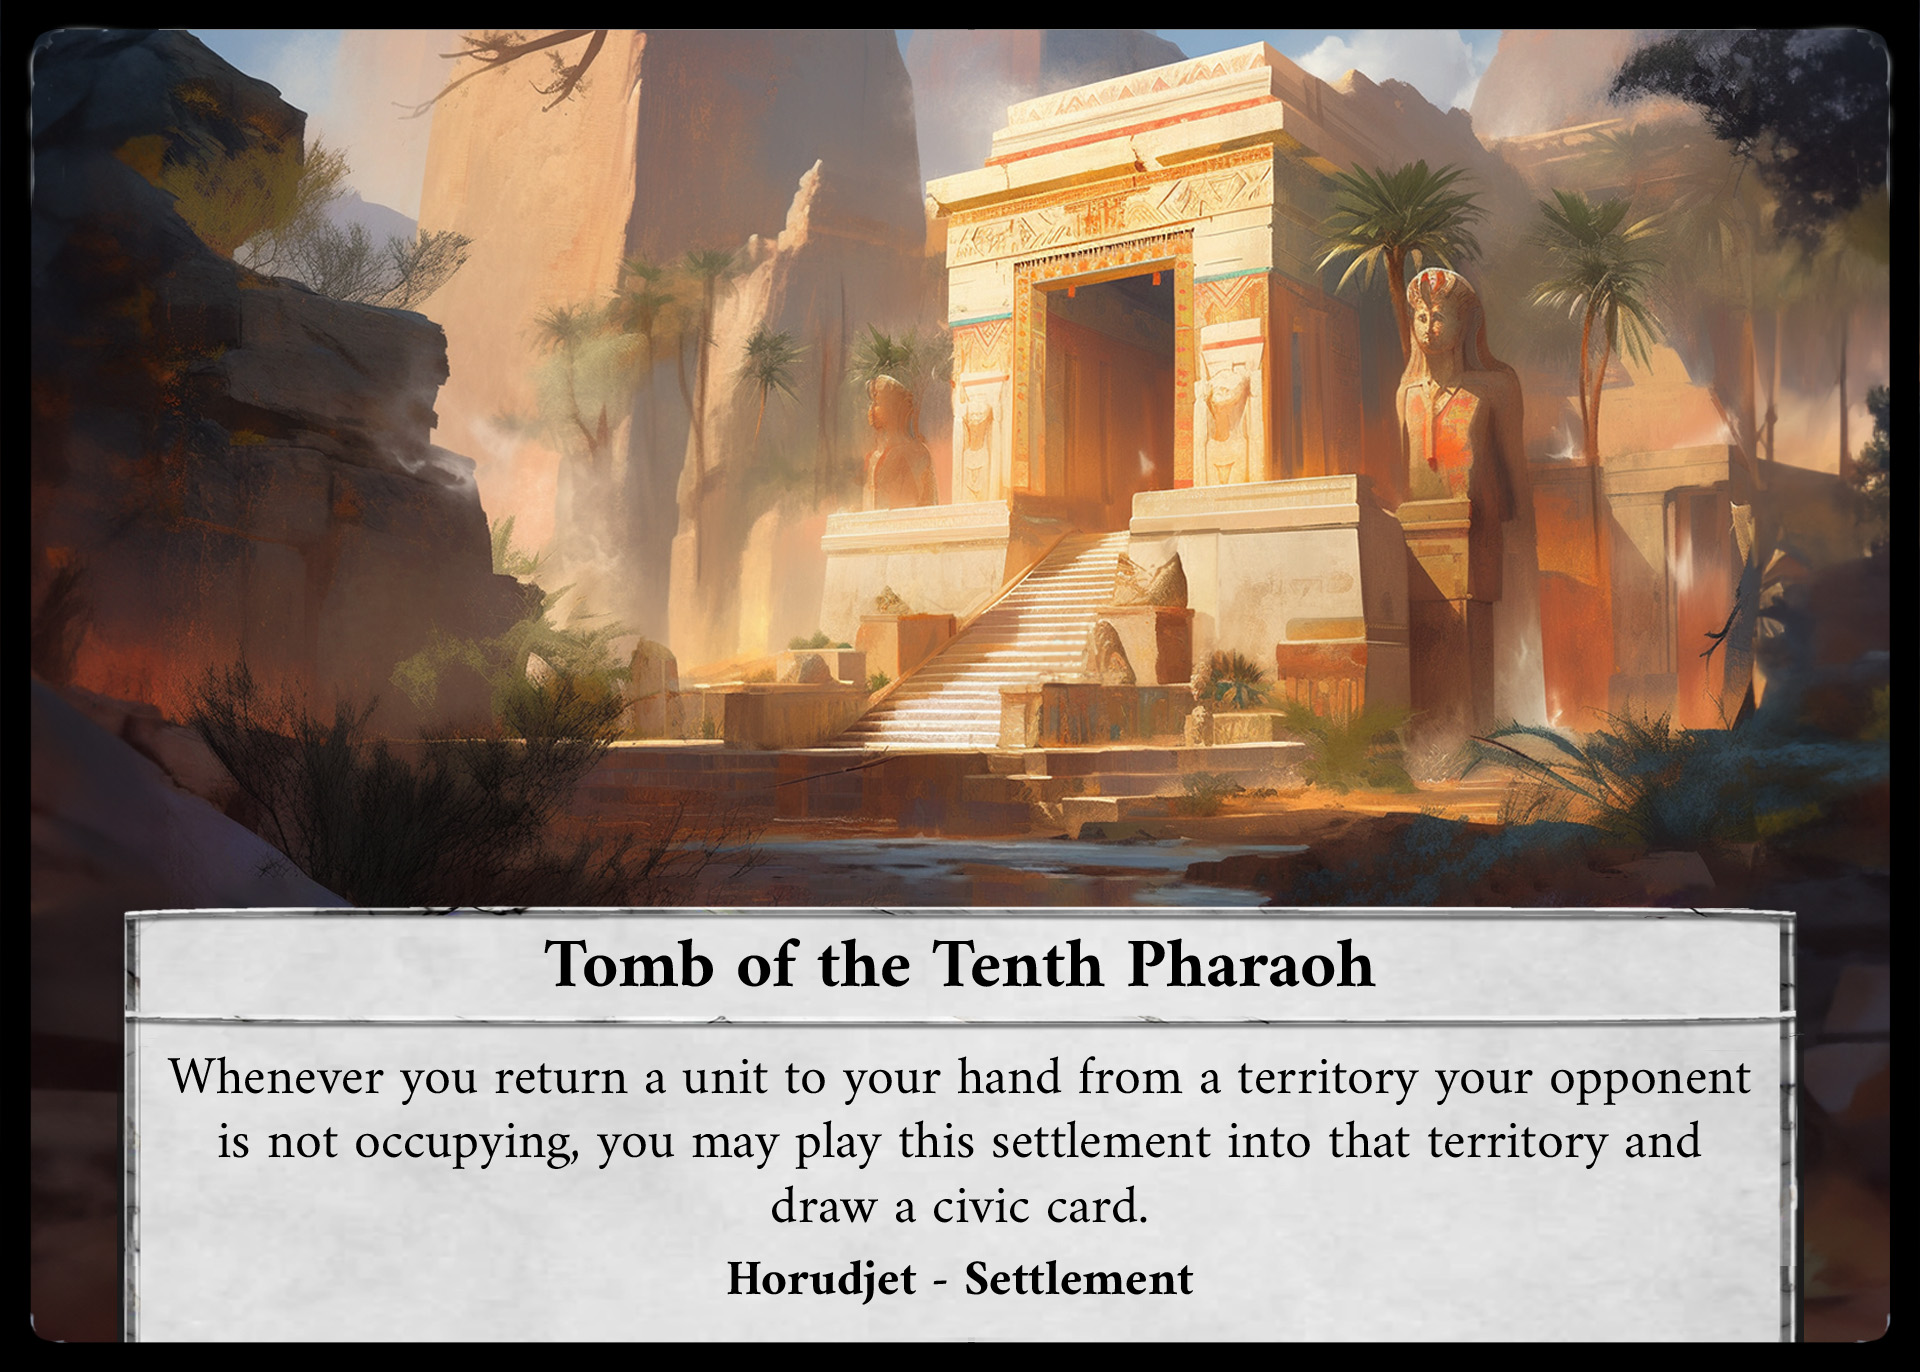 Tomb of the Tenth Pharaoh
Whenever you return a unit to your hand from a territory your opponent
is not occupying, you may play this settlement into that territory and
draw a civic card.
Horudjet - Settlement